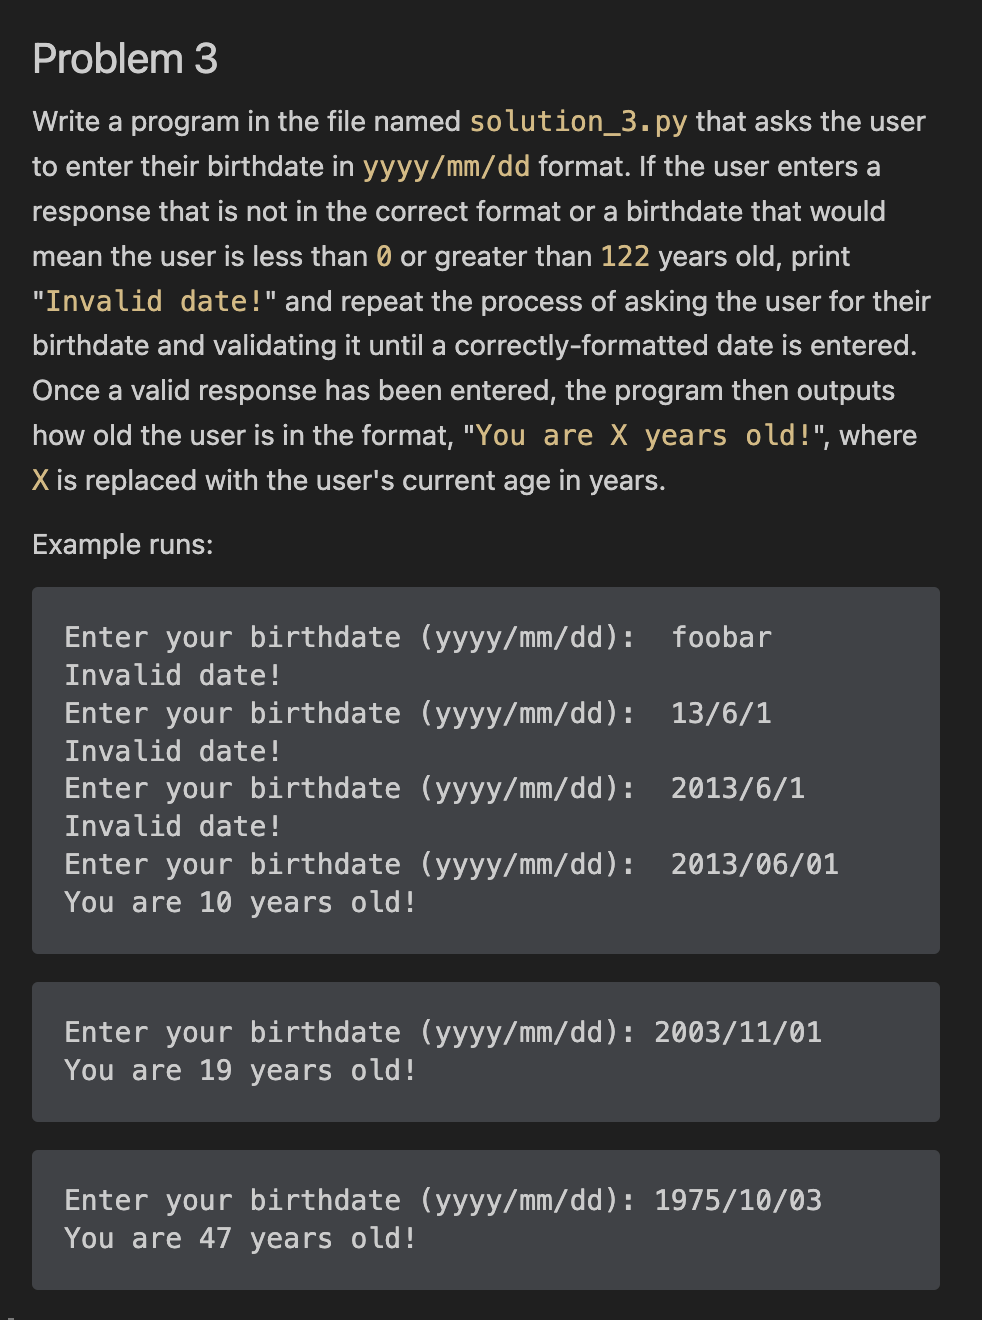 Problem 3
Write a program in the file named solution_3.py that asks the user
to enter their birthdate in yyyy/mm/dd format. If the user enters a
response that is not in the correct format or a birthdate that would
mean the user is less than 0 or greater than 122 years old, print
"Invalid date!" and repeat the process of asking the user for their
birthdate and validating it until a correctly-formatted date is entered.
Once a valid response has been entered, the program then outputs
how old the user is in the format, "You are X years old!", where
X is replaced with the user's current age in years.
Example runs:
Enter your birthdate (yyyy/mm/dd):  foobar
Invalid date!
Enter your birthdate (yyyy/mm/dd):  13/6/1
Invalid date!
Enter your birthdate (yyyy/mm/dd):  2013/6/1
Invalid date!
Enter your birthdate (yyyy/mm/dd):  2013/06/01
You are 10 years old!
Enter your birthdate (yyyy/mm/dd): 2003/11/01
You are 19 years old!
Enter your birthdate (yyyy/mm/dd): 1975/10/03
You are 47 years old!